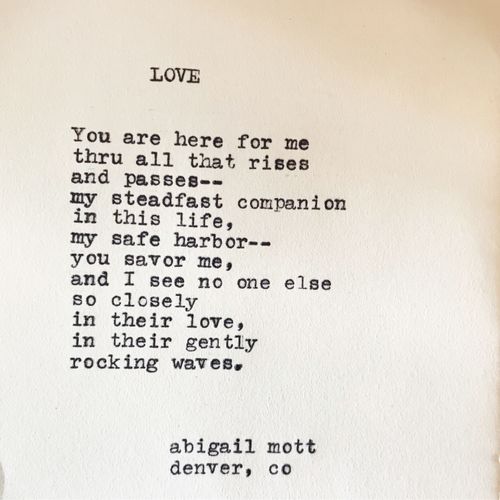 LOVE
You are here for me
thru all that rises
and passes--
my steadfast companion
in this life,
my safe harbor--
you savor me,
and I see no one else
so closely
in their love,
in their gently
rocking waves.
abigail mott
denver, co